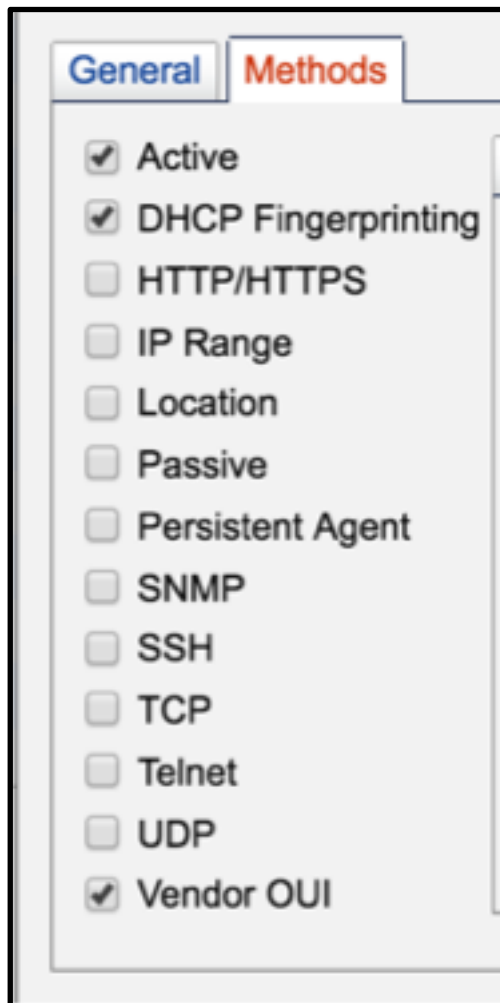 General Methods
Active
DHCP Fingerprinting
HTTP/HTTPS
IP Range
Location
Passive
Persistent Agent
SNMP
SSH
TCP
Telnet
UDP
Vendor OUI